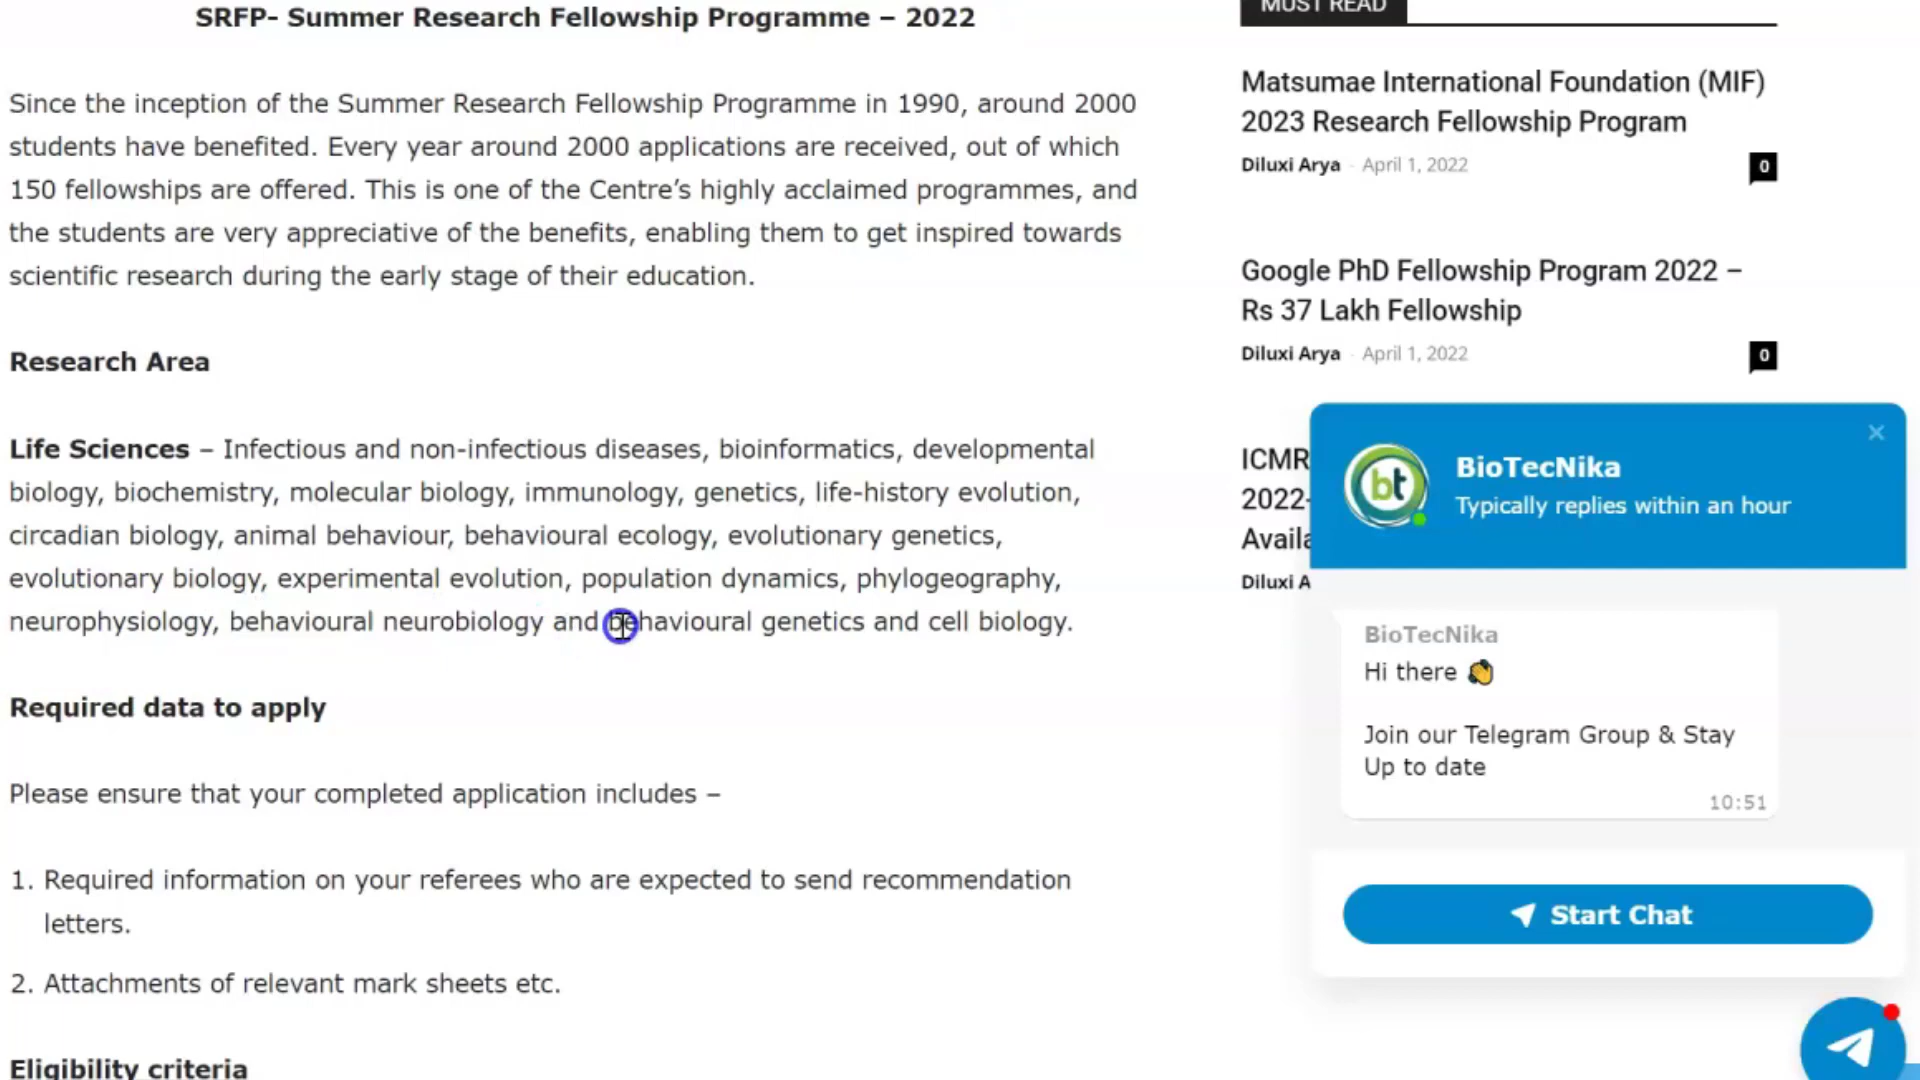 SRFP- Summer Research Fellowship Programme – 2022
Since the inception of the Summer Research Fellowship Programme in 1990, around 2000
students have benefited. Every year around 2000 applications are received, out of which
150 fellowships are offered. This is one of the Centre’s highly acclaimed programmes, and
the students are very appreciative of the benefits, enabling them to get inspired towards
scientific research during the early stage of their education.
Research Area
Life Sciences – Infectious and non-infectious diseases, bioinformatics, developmental
biology, biochemistry, molecular biology, immunology, genetics, life-history evolution,
circadian biology, animal behaviour, behavioural ecology, evolutionary genetics,
evolutionary biology, experimental evolution, population dynamics, phylogeography,
neurophysiology, behavioural neurobiology and behavioural genetics and cell biology.
Required data to apply
Please ensure that your completed application includes –
1. Required information on your referees who are expected to send recommendation
letters.
2. Attachments of relevant mark sheets etc.
Eligibility criteria
MUST READ
Matsumae International Foundation (MIF)
2023 Research Fellowship Program
Diluxi Arya - April 1, 2022
0
Google PhD Fellowship Program 2022 –
Rs 37 Lakh Fellowship
Diluxi Arya - April 1, 2022
0
ICMR
2022-
Availa
Diluxi A
bt
BioTecNika
Typically replies within an hour
BioTecNika
Hi there
Join our Telegram Group & Stay
Up to date
10:51
Start Chat